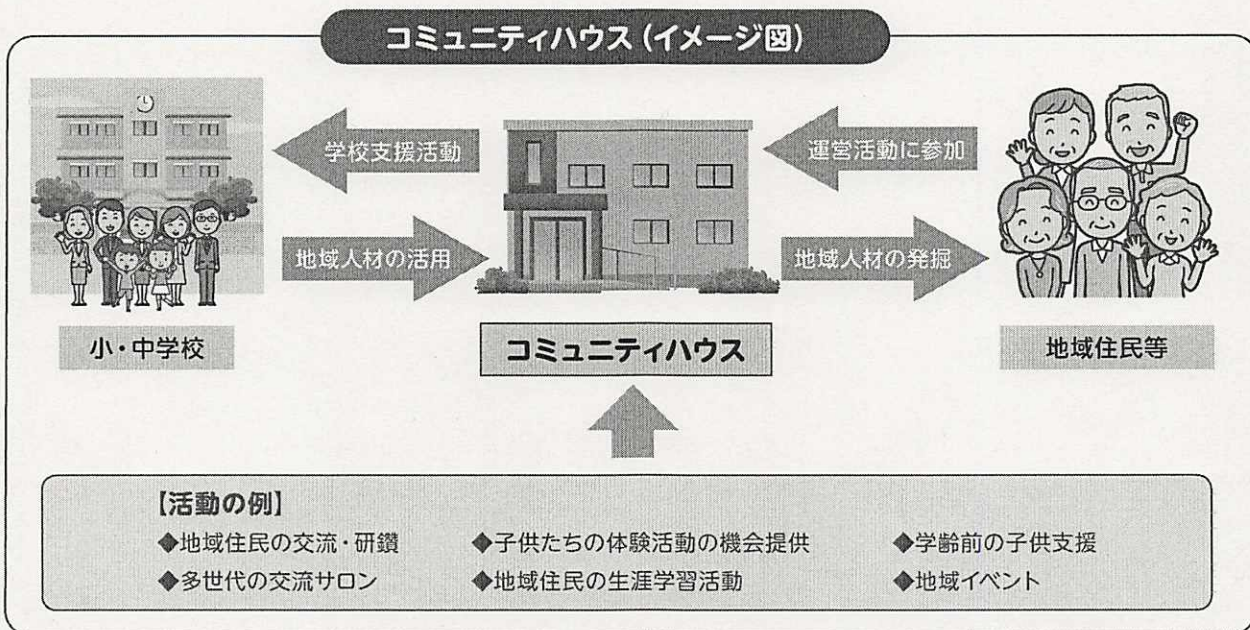 コミュニティハウス(イメージ図)
学校支援活動
運営活動に参加
地域人材の活用
地域人材の発掘
小・中学校
コミュニティハウス
地域住民等
【活動の例】
◆地域住民の交流・研鑽 ◆子供たちの体験活動の機会提供 ◆学齢前の子供支援
◆多世代の交流サロン ◆地域住民の生涯学習活動 ◆地域イベント